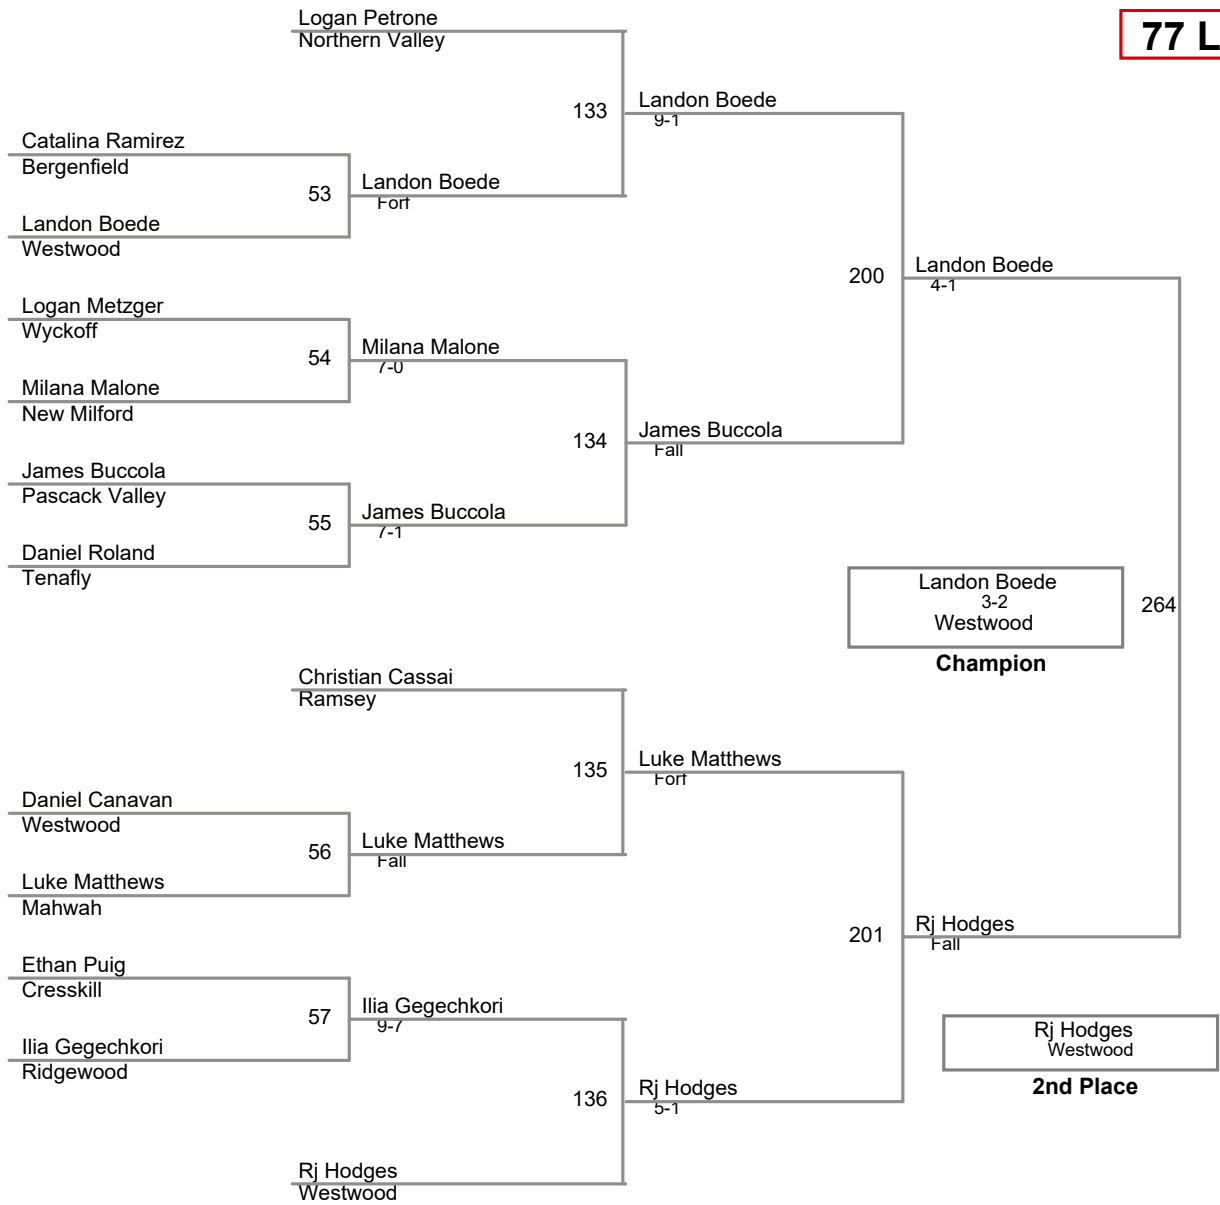 Logan Petrone
Northern Valley
77 L
133
Landon Boede
9-1
Catalina Ramirez
Bergenfield
53
Landon Boede
Forf
Landon Boede
Westwood
200
Landon Boede
4-1
Logan Metzger
Wyckoff
54
Milana Malone
7-0
Milana Malone
New Milford
134
James Buccola
Fall
James Buccola
Pascack Valley
55
James Buccola
7-1
Daniel Roland
Tenafly
Landon Boede
3-2
Westwood
264
Champion
Christian Cassai
Ramsey
135
Luke Matthews
Forf
Daniel Canavan
Westwood
56
Luke Matthews
Fall
Luke Matthews
Mahwah
201
Rj Hodges
Fall
Ethan Puig
Cresskill
57
Ilia Gegechkori
9-7
Ilia Gegechkori
Ridgewood
Rj Hodges
Westwood
2nd Place
136
Rj Hodges
5-1
Rj Hodges
Westwood